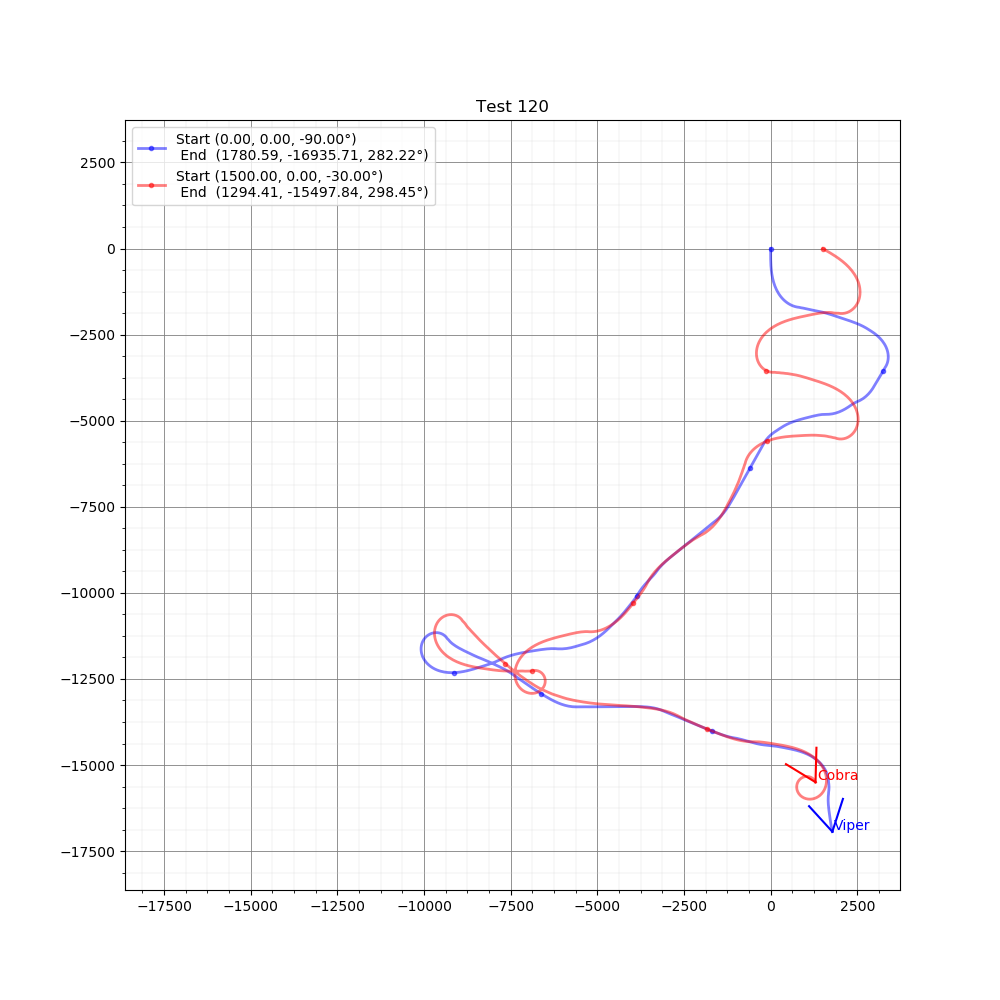 Test 120
Start (0.00, 0.00, -90.00°)
End (1780.59, -16935.71, 282.22°)
Start (1500.00, 0.00, -30.00°)
End (1294.41, -15497.84, 298.45°)
2500
0
−2500
−5000
−7500
−10000
−12500
−15000
−17500
Cobra
Viper
−17500 −15000 −12500 −10000 −7500 −5000 −2500 0 2500